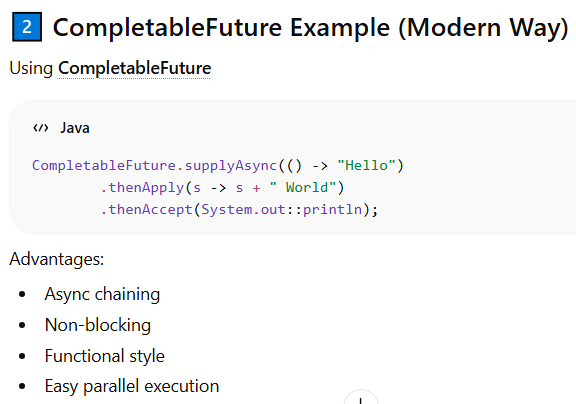 2 CompletableFuture Example (Modern Way)
Using CompletableFuture
</> Java
CompletableFuture.supplyAsync(() -> "Hello")
        .thenApply(s -> s + " World")
        .thenAccept(System.out::println);
Advantages:
• Async chaining
• Non-blocking
• Functional style
• Easy parallel execution